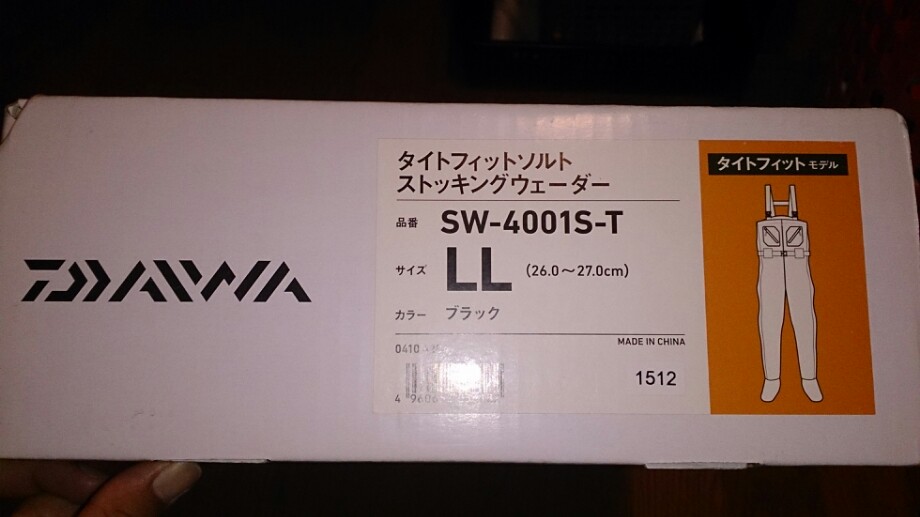 DAIWA
タイトフィットソルト
ストッキングウェーダー
品番 SW-4001S-T
サイズ LL (26.0～27.0cm)
カラー ブラック
MADE IN CHINA
0410
1512
タイトフィット モデル